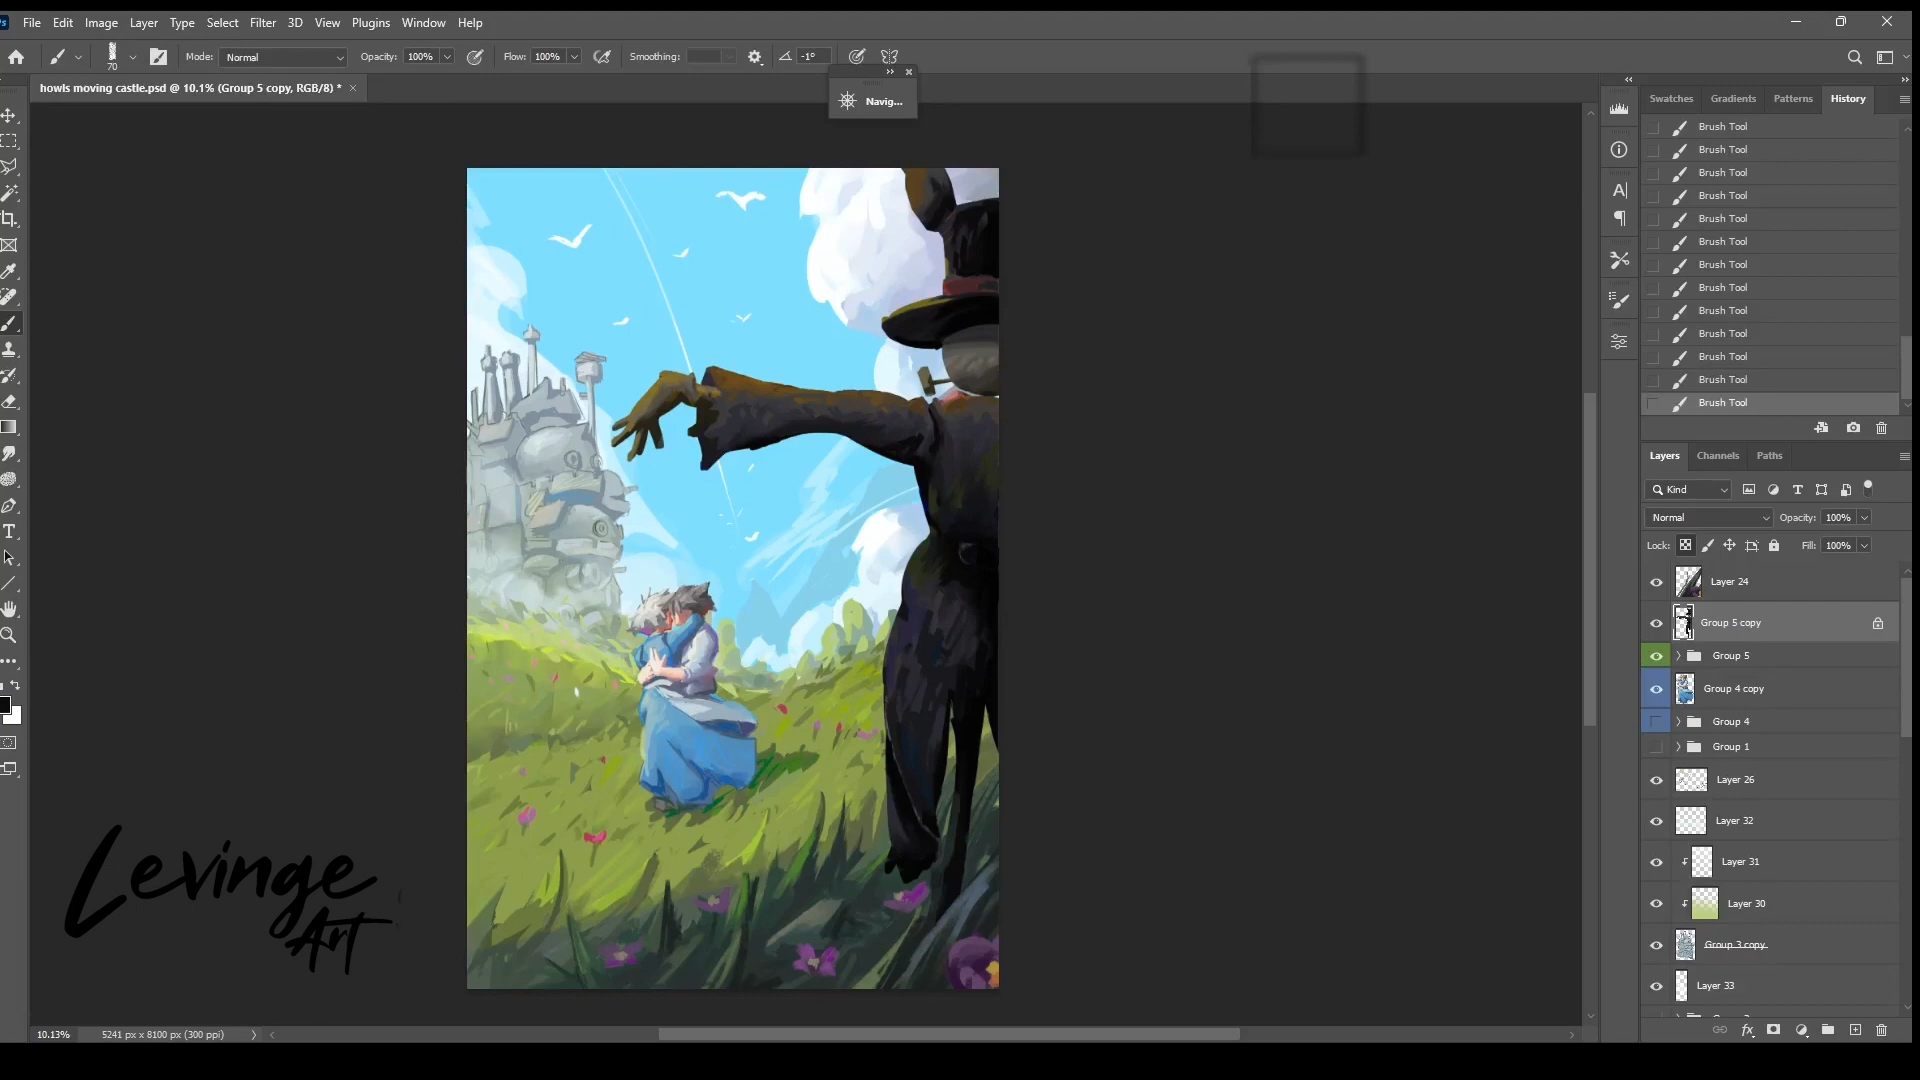 File Edit Image Layer Type Select Filter 3D View Plugins Window Help
70 Mode: Normal Opacity: 100% Flow: 100% Smoothing: -1°
howls moving castle.psd @ 10.1% (Group 5 copy, RGB/8) *
Navig...
Swatches Gradients Patterns History
Brush Tool
Brush Tool
Brush Tool
Brush Tool
Brush Tool
Brush Tool
Brush Tool
Brush Tool
Brush Tool
Brush Tool
Brush Tool
Brush Tool
Brush Tool
Layers Channels Paths
Kind
Normal Opacity: 100%
Lock: Fill: 100%
Layer 24
Group 5 copy
Group 5
Group 4 copy
Group 4
Group 1
Layer 26
Layer 32
Layer 31
Layer 30
Group 3 copy
Layer 33
Levinge
Art
10.13% 5241 px x 8100 px (300 ppi)